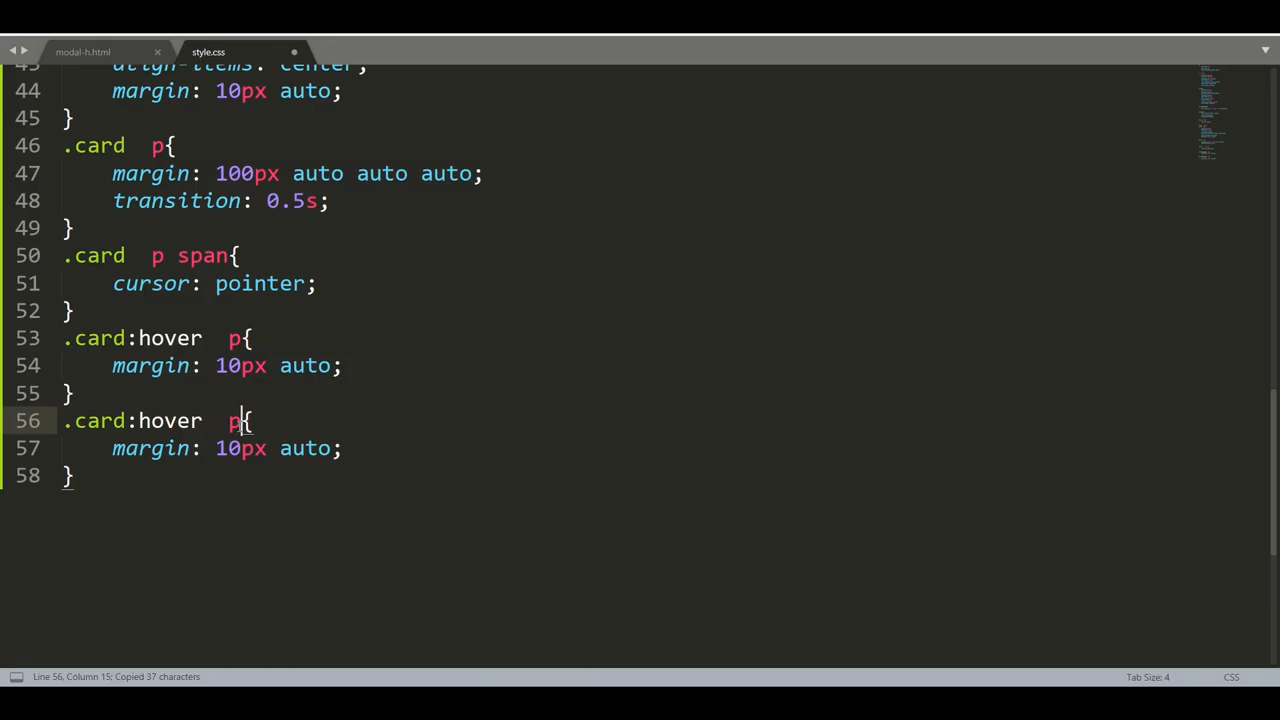 modal-h.html
style.css
43 align-items: center;
44 margin: 10px auto;
45 }
46 .card  p{
47 margin: 100px auto auto auto;
48 transition: 0.5s;
49 }
50 .card  p span{
51 cursor: pointer;
52 }
53 .card:hover  p{
54 margin: 10px auto;
55 }
56 .card:hover  p{
57 margin: 10px auto;
58 }
Line 56, Column 15; Copied 37 characters
Tab Size: 4
CSS